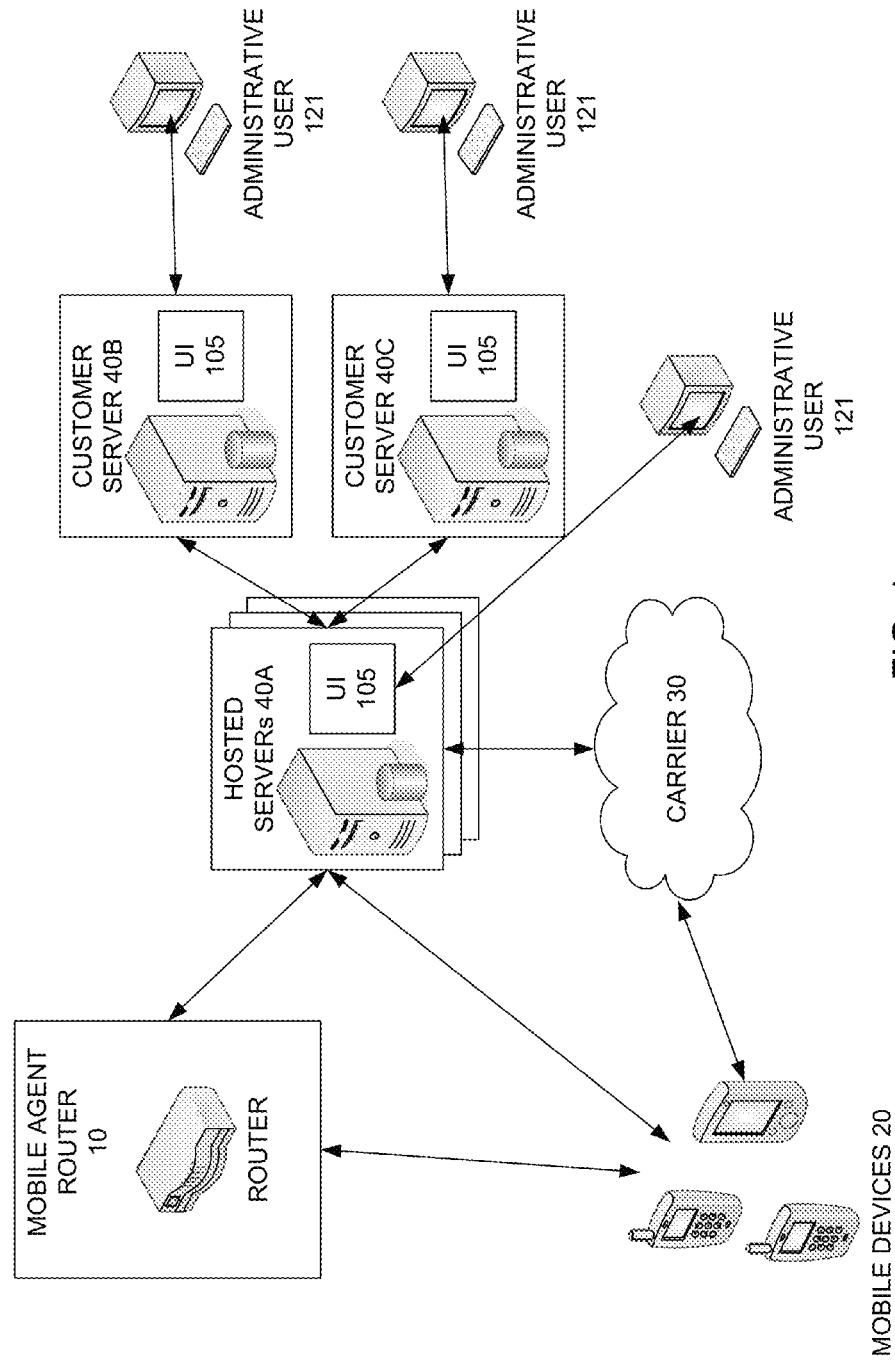 MOBILE AGENT
ROUTER
10
ROUTER
HOSTED
SERVERs 40A
UI
105
CUSTOMER
SERVER 40B
UI
105
ADMINISTRATIVE
USER
121
CUSTOMER
SERVER 40C
UI
105
ADMINISTRATIVE
USER
121
CARRIER 30
ADMINISTRATIVE
USER
121
MOBILE DEVICES 20